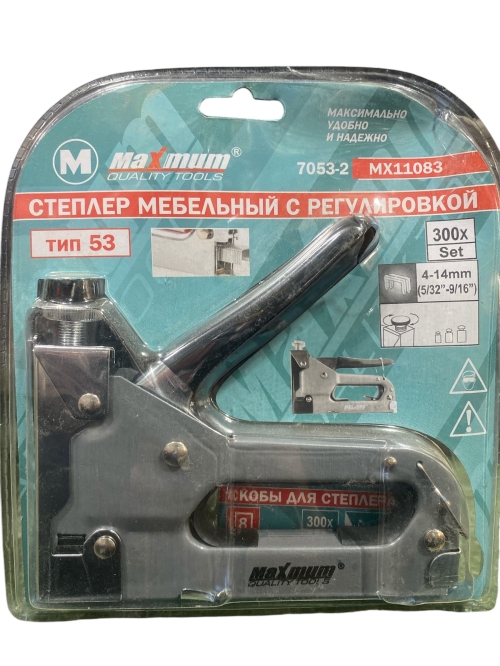 МАКСИМАЛЬНО
УДОБНО
И НАДЕЖНО
M MaXmum®
QUALITY TOOLS
7053-2 MX11083
СТЕПЛЕР МЕБЕЛЬНЫЙ С РЕГУЛИРОВКОЙ
тип 53
300x
Set
4-14mm
(5/32"-9/16")
СКОБЫ ДЛЯ СТЕПЛЕРА
8 300x
MaXmum®
QUALITY TOOLS